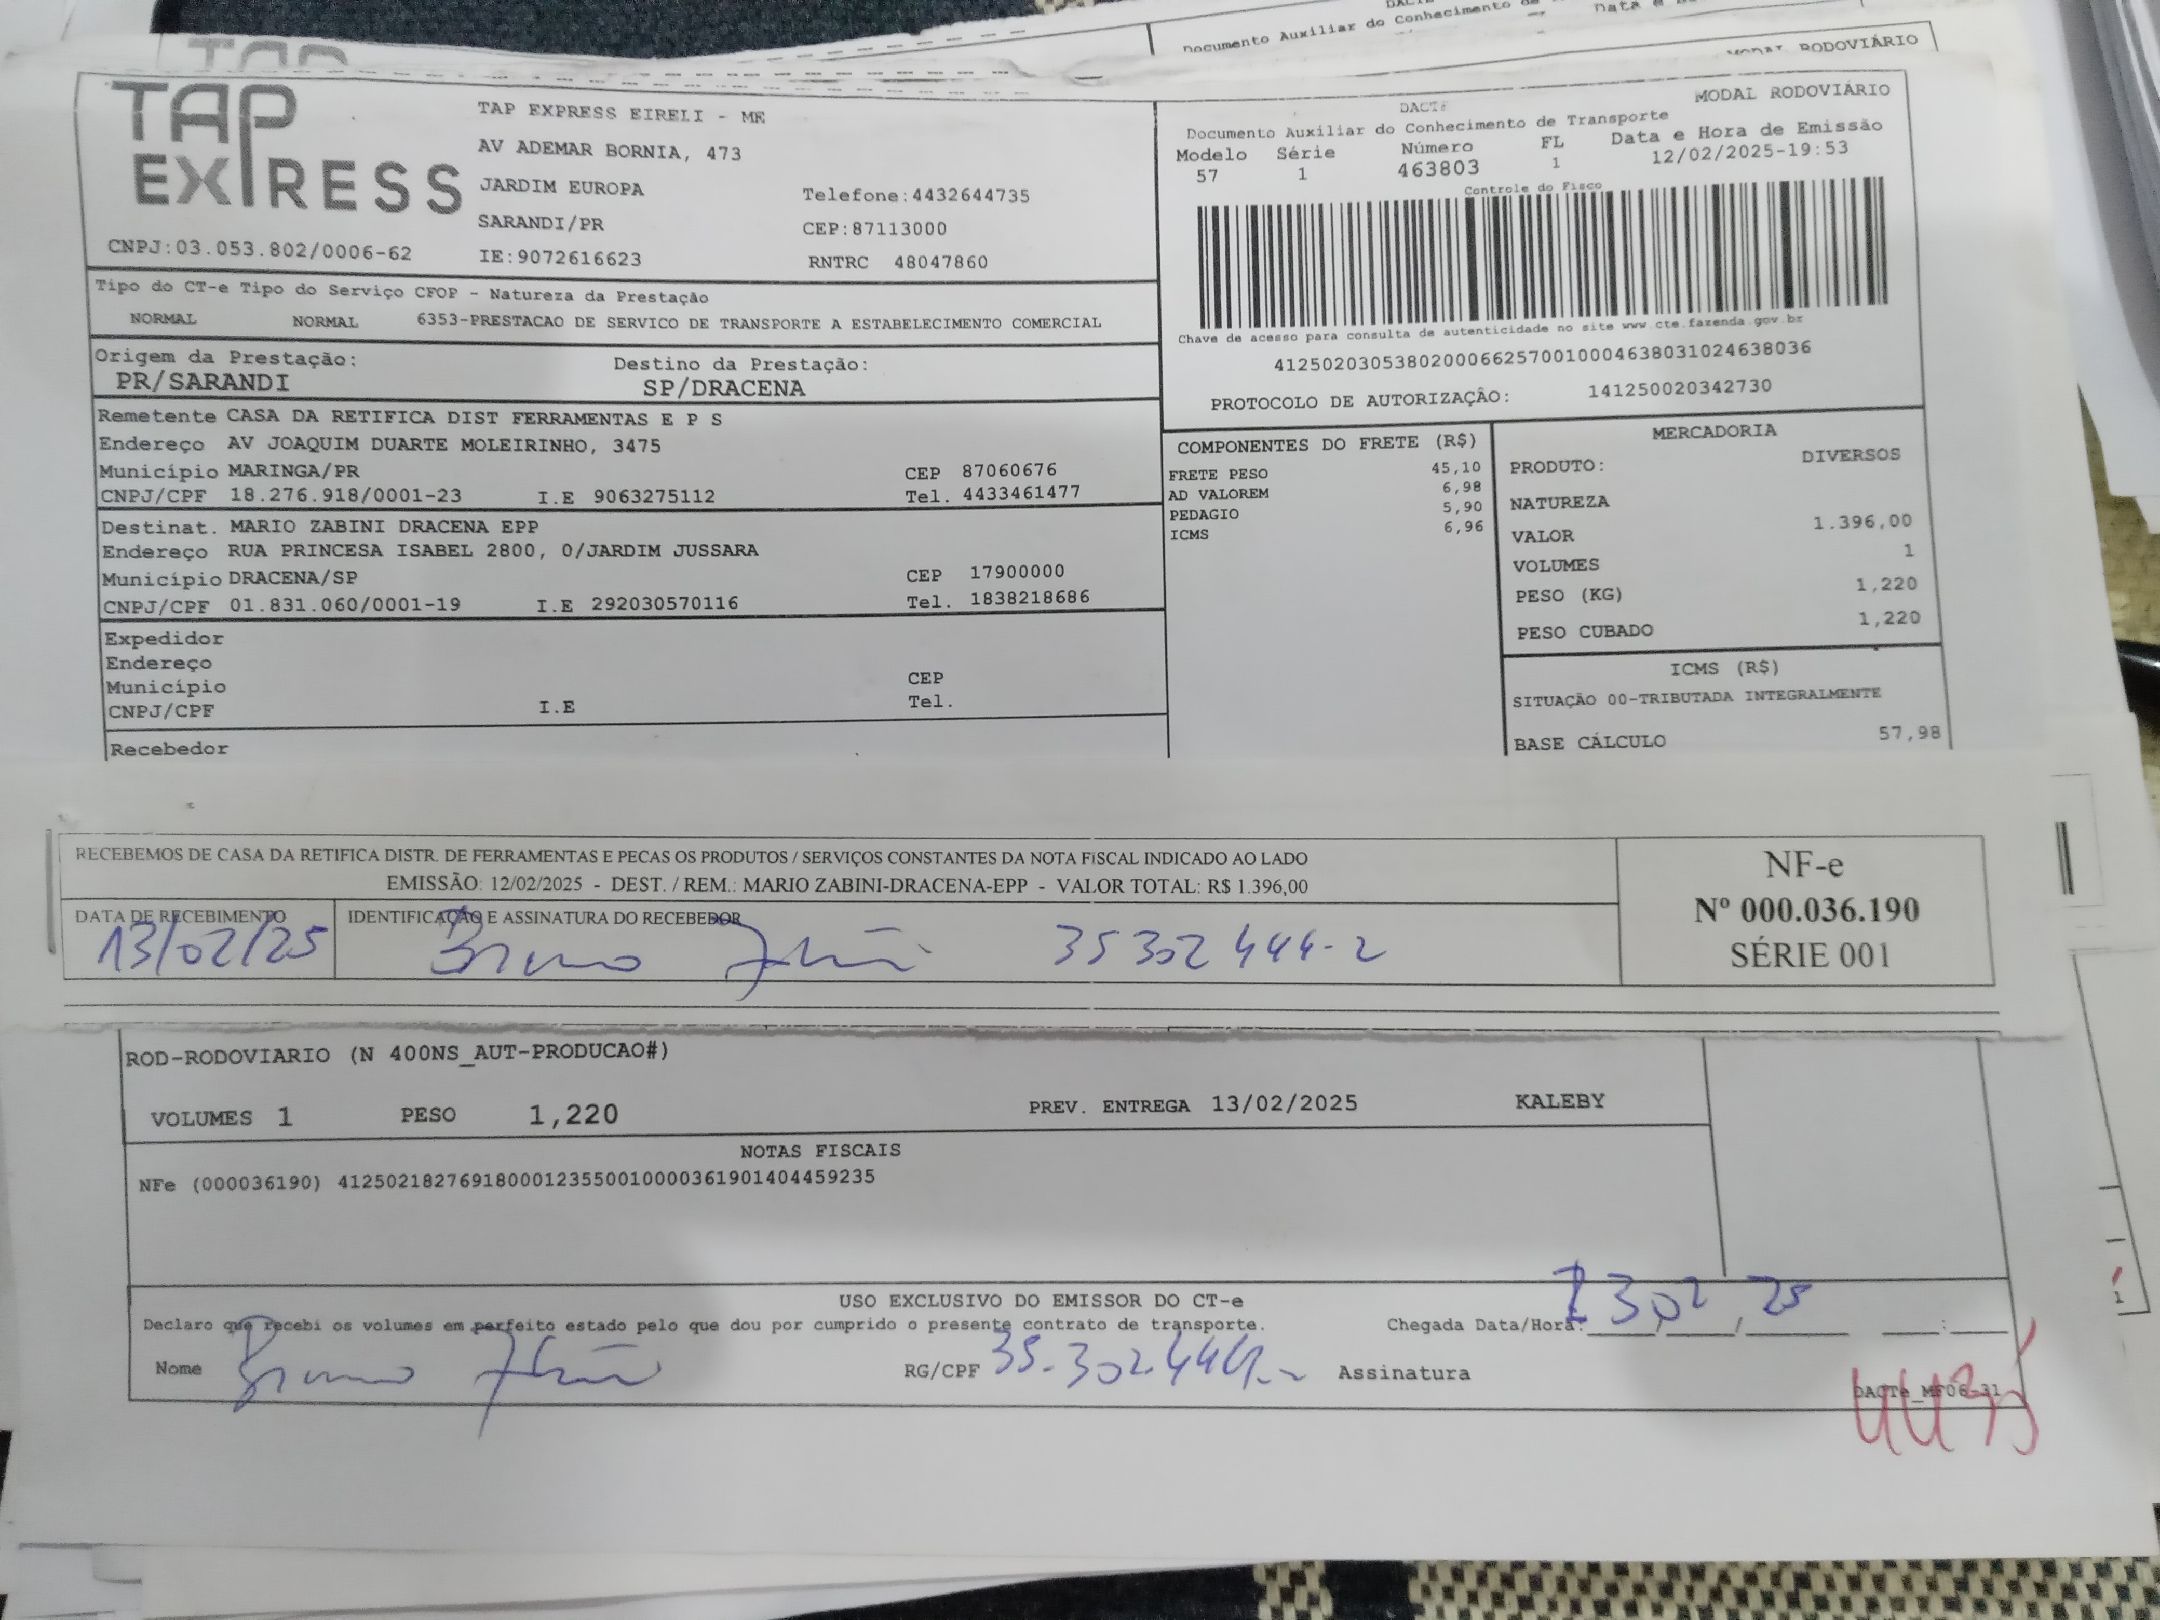 Documento Auxiliar do Conhecimento de
MODAL RODOVIÁRIO
TAP EXPRESS
TAP EXPRESS EIRELI - ME
AV ADEMAR BORNIA, 473
JARDIM EUROPA Telefone:4432644735
SARANDI/PR CEP:87113000
CNPJ:03.053.802/0006-62 IE:9072616623 RNTRC 48047860
DACTE MODAL RODOVIÁRIO
Documento Auxiliar do Conhecimento de Transporte
Modelo Série Número FL Data e Hora de Emissão
57 1 463803 1 12/02/2025-19:53
Controle do Fisco
Chave de acesso para consulta de autenticidade no site www.cte.fazenda.gov.br
41250203053802000662570010004638031024638036
PROTOCOLO DE AUTORIZAÇÃO: 141250020342730
Tipo do CT-e Tipo do Serviço CFOP - Natureza da Prestação
NORMAL NORMAL 6353-PRESTACAO DE SERVICO DE TRANSPORTE A ESTABELECIMENTO COMERCIAL
Origem da Prestação: Destino da Prestação:
PR/SARANDI SP/DRACENA
Remetente CASA DA RETIFICA DIST FERRAMENTAS E P S
Endereço AV JOAQUIM DUARTE MOLEIRINHO, 3475
Município MARINGA/PR CEP 87060676
CNPJ/CPF 18.276.918/0001-23 I.E 9063275112 Tel. 4433461477
Destinat. MARIO ZABINI DRACENA EPP
Endereço RUA PRINCESA ISABEL 2800, 0/JARDIM JUSSARA
Município DRACENA/SP CEP 17900000
CNPJ/CPF 01.831.060/0001-19 I.E 292030570116 Tel. 1838218686
Expedidor
Endereço
Município CEP
CNPJ/CPF I.E Tel.
Recebedor
COMPONENTES DO FRETE (R$)
FRETE PESO 45,10
AD VALOREM 6,98
PEDAGIO 5,90
ICMS 6,96
MERCADORIA
PRODUTO: DIVERSOS
NATUREZA
VALOR 1.396,00
VOLUMES 1
PESO (KG) 1,220
PESO CUBADO 1,220
ICMS (R$)
SITUAÇÃO 00-TRIBUTADA INTEGRALMENTE
BASE CÁLCULO 57,98
RECEBEMOS DE CASA DA RETIFICA DISTR. DE FERRAMENTAS E PECAS OS PRODUTOS / SERVIÇOS CONSTANTES DA NOTA FISCAL INDICADO AO LADO
EMISSÃO: 12/02/2025 - DEST. / REM.: MARIO ZABINI-DRACENA-EPP - VALOR TOTAL: R$ 1.396,00
DATA DE RECEBIMENTO IDENTIFICAÇÃO E ASSINATURA DO RECEBEDOR
13/02/25 Bruno 35302444-2
NF-e
Nº 000.036.190
SÉRIE 001
ROD-RODOVIARIO (N 400NS_AUT-PRODUCAO#)
VOLUMES 1 PESO 1,220 PREV. ENTREGA 13/02/2025 KALEBY
NOTAS FISCAIS
NFe (000036190) 41250218276918000123550010000361901404459235
USO EXCLUSIVO DO EMISSOR DO CT-e
Declaro que recebi os volumes em perfeito estado pelo que dou por cumprido o presente contrato de transporte. Chegada Data/Hora: 13 02 25
Nome Bruno RG/CPF 35.302.444-2 Assinatura